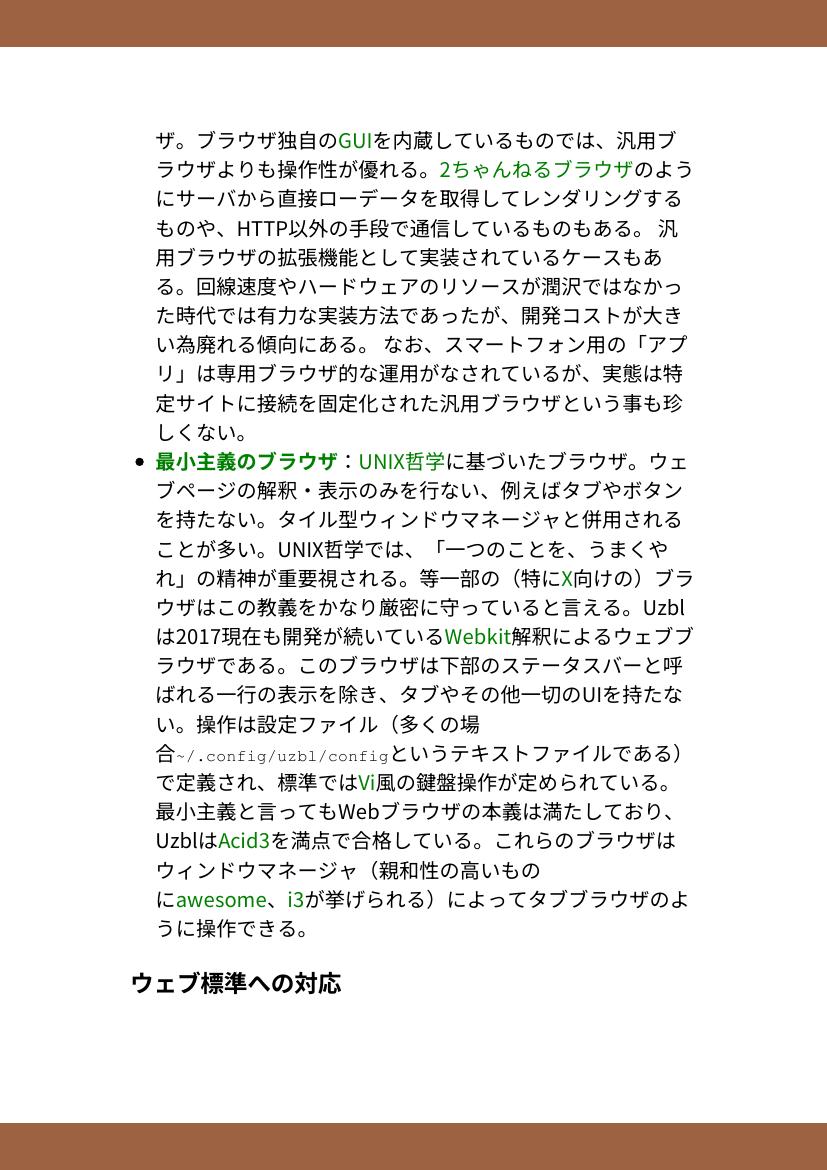 ザ。ブラウザ独自のGUIを内蔵しているものでは、汎用ブ
ラウザよりも操作性が優れる。2ちゃんねるブラウザのよう
にサーバから直接ローデータを取得してレンダリングする
ものや、HTTP以外の手段で通信しているものもある。 汎
用ブラウザの拡張機能として実装されているケースもあ
る。回線速度やハードウェアのリソースが潤沢ではなかっ
た時代では有力な実装方法であったが、開発コストが大き
い為廃れる傾向にある。 なお、スマートフォン用の「アプ
リ」は専用ブラウザ的な運用がなされているが、実態は特
定サイトに接続を固定化された汎用ブラウザという事も珍
しくない。
• 最小主義のブラウザ：UNIX哲学に基づいたブラウザ。ウェ
ブページの解釈・表示のみを行ない、例えばタブやボタン
を持たない。タイル型ウィンドウマネージャと併用される
ことが多い。UNIX哲学では、「一つのことを、うまくや
れ」の精神が重要視される。等一部の（特にX向けの）ブラ
ウザはこの教義をかなり厳密に守っていると言える。Uzbl
は2017現在も開発が続いているWebkit解釈によるウェブブ
ラウザである。このブラウザは下部のステータスバーと呼
ばれる一行の表示を除き、タブやその他一切のUIを持たな
い。操作は設定ファイル（多くの場
合~/.config/uzbl/configというテキストファイルである）
で定義され、標準ではVi風の鍵盤操作が定められている。
最小主義と言ってもWebブラウザの本義は満たしており、
UzblはAcid3を満点で合格している。これらのブラウザは
ウィンドウマネージャ（親和性の高いもの
にawesome、i3が挙げられる）によってタブブラウザのよ
うに操作できる。
ウェブ標準への対応